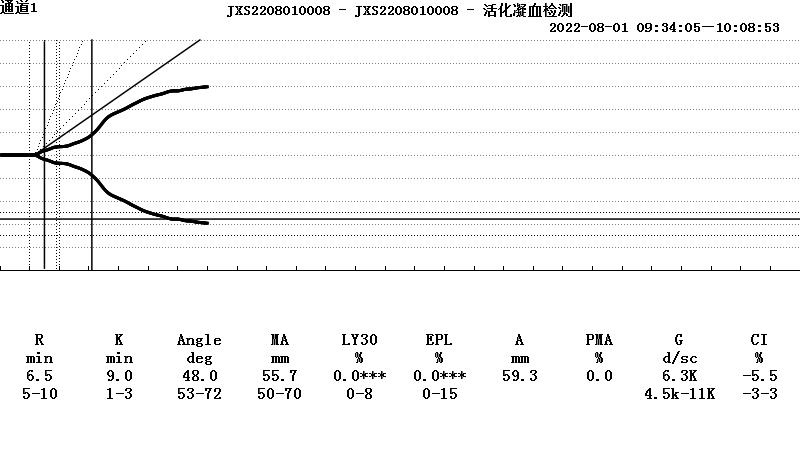 通道1
JXS2208010008 - JXS2208010008 - 活化凝血检测
2022-08-01 09:34:05--10:08:53
R K Angle MA LY30 EPL A PMA G CI
min min deg mm % % mm % d/sc %
6.5 9.0 48.0 55.7 0.0*** 0.0*** 59.3 0.0 6.3K -5.5
5-10 1-3 53-72 50-70 0-8 0-15 4.5k-11K -3-3